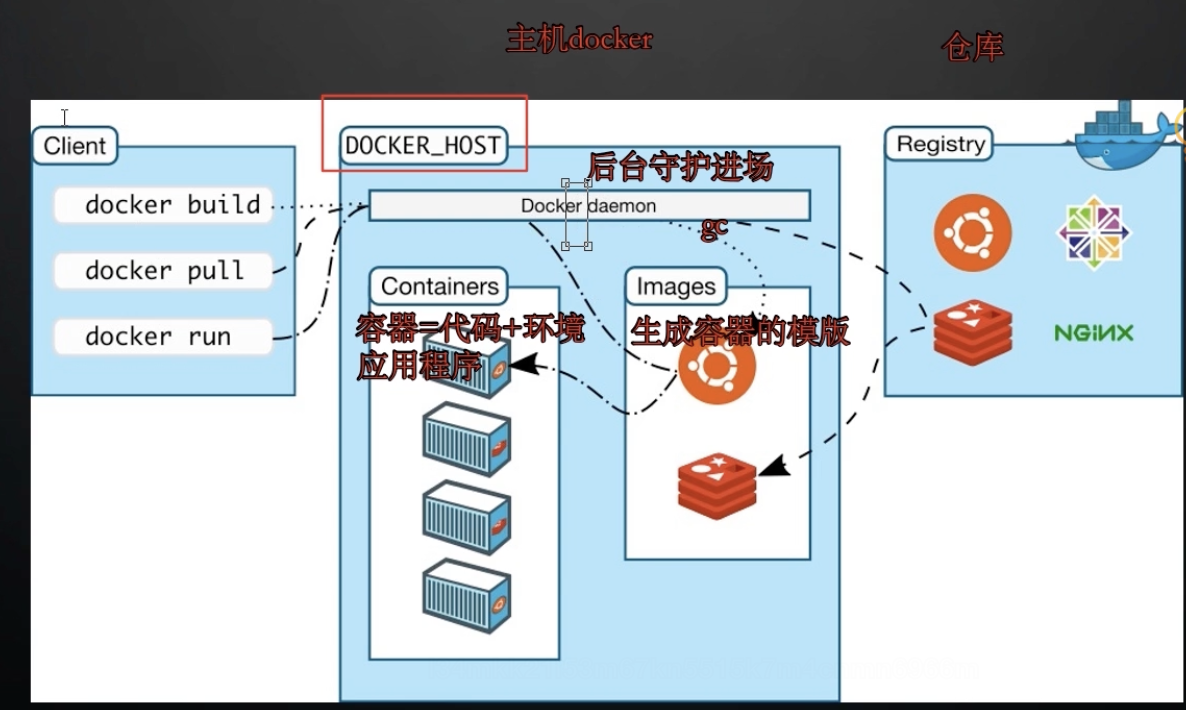 主机docker
仓库
Client
DOCKER_HOST
Registry
后台守护进场
docker build
Docker daemon
gc
docker pull
Containers
Images
容器=代码+环境
生成容器的模版
docker run
NGiNX
应用程序